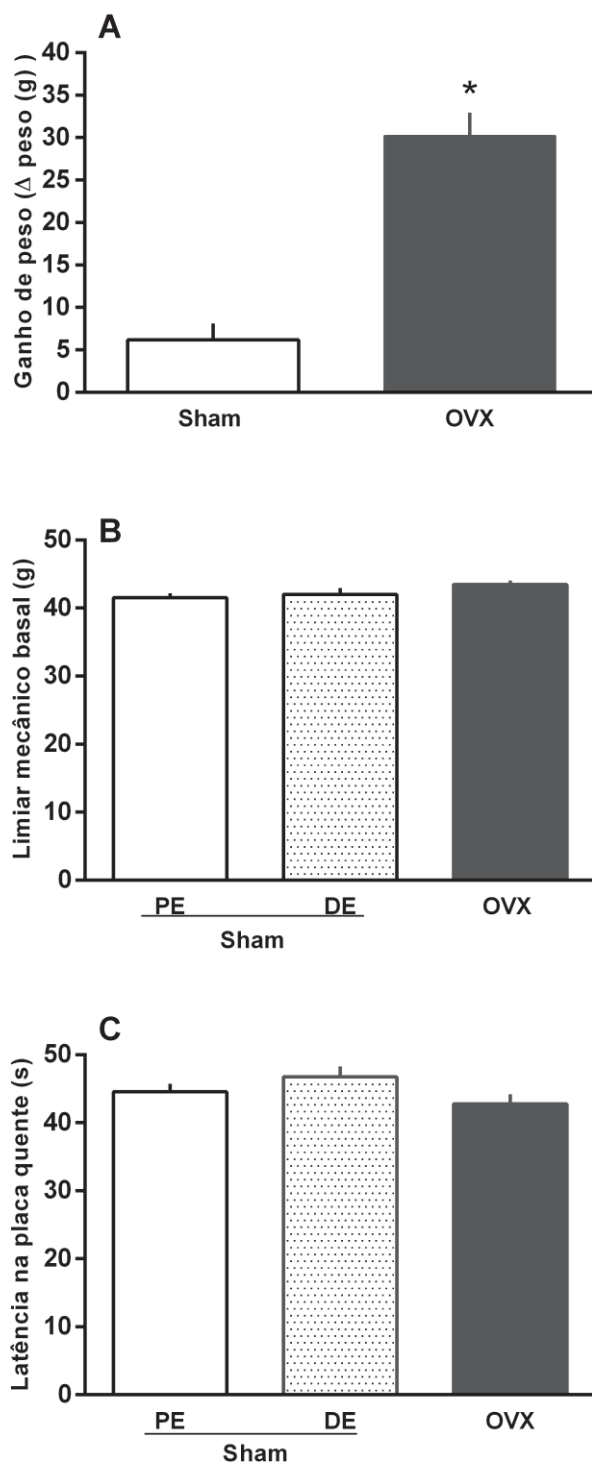 A
Ganho de peso (Δ peso (g) )
40
35
30
25
20
15
10
5
0
*
Sham
OVX
B
Limiar mecânico basal (g)
50
40
30
20
10
0
PE
DE
OVX
Sham
C
Latência na placa quente (s)
50
40
30
20
10
0
PE
DE
OVX
Sham